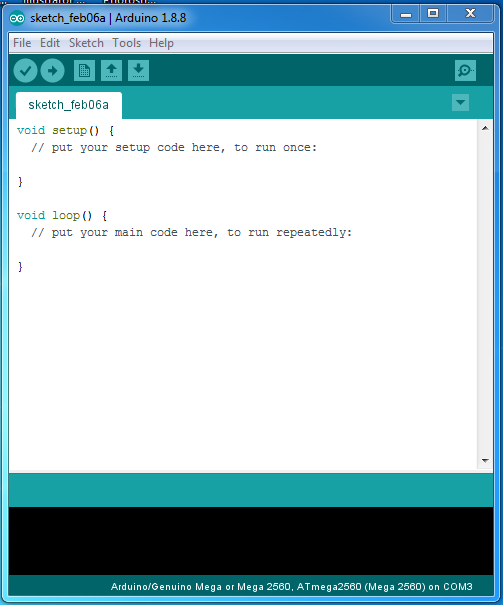 sketch_feb06a | Arduino 1.8.8
File Edit Sketch Tools Help
sketch_feb06a
void setup() {
  // put your setup code here, to run once:
}
void loop() {
  // put your main code here, to run repeatedly:
}
Arduino/Genuino Mega or Mega 2560, ATmega2560 (Mega 2560) on COM3